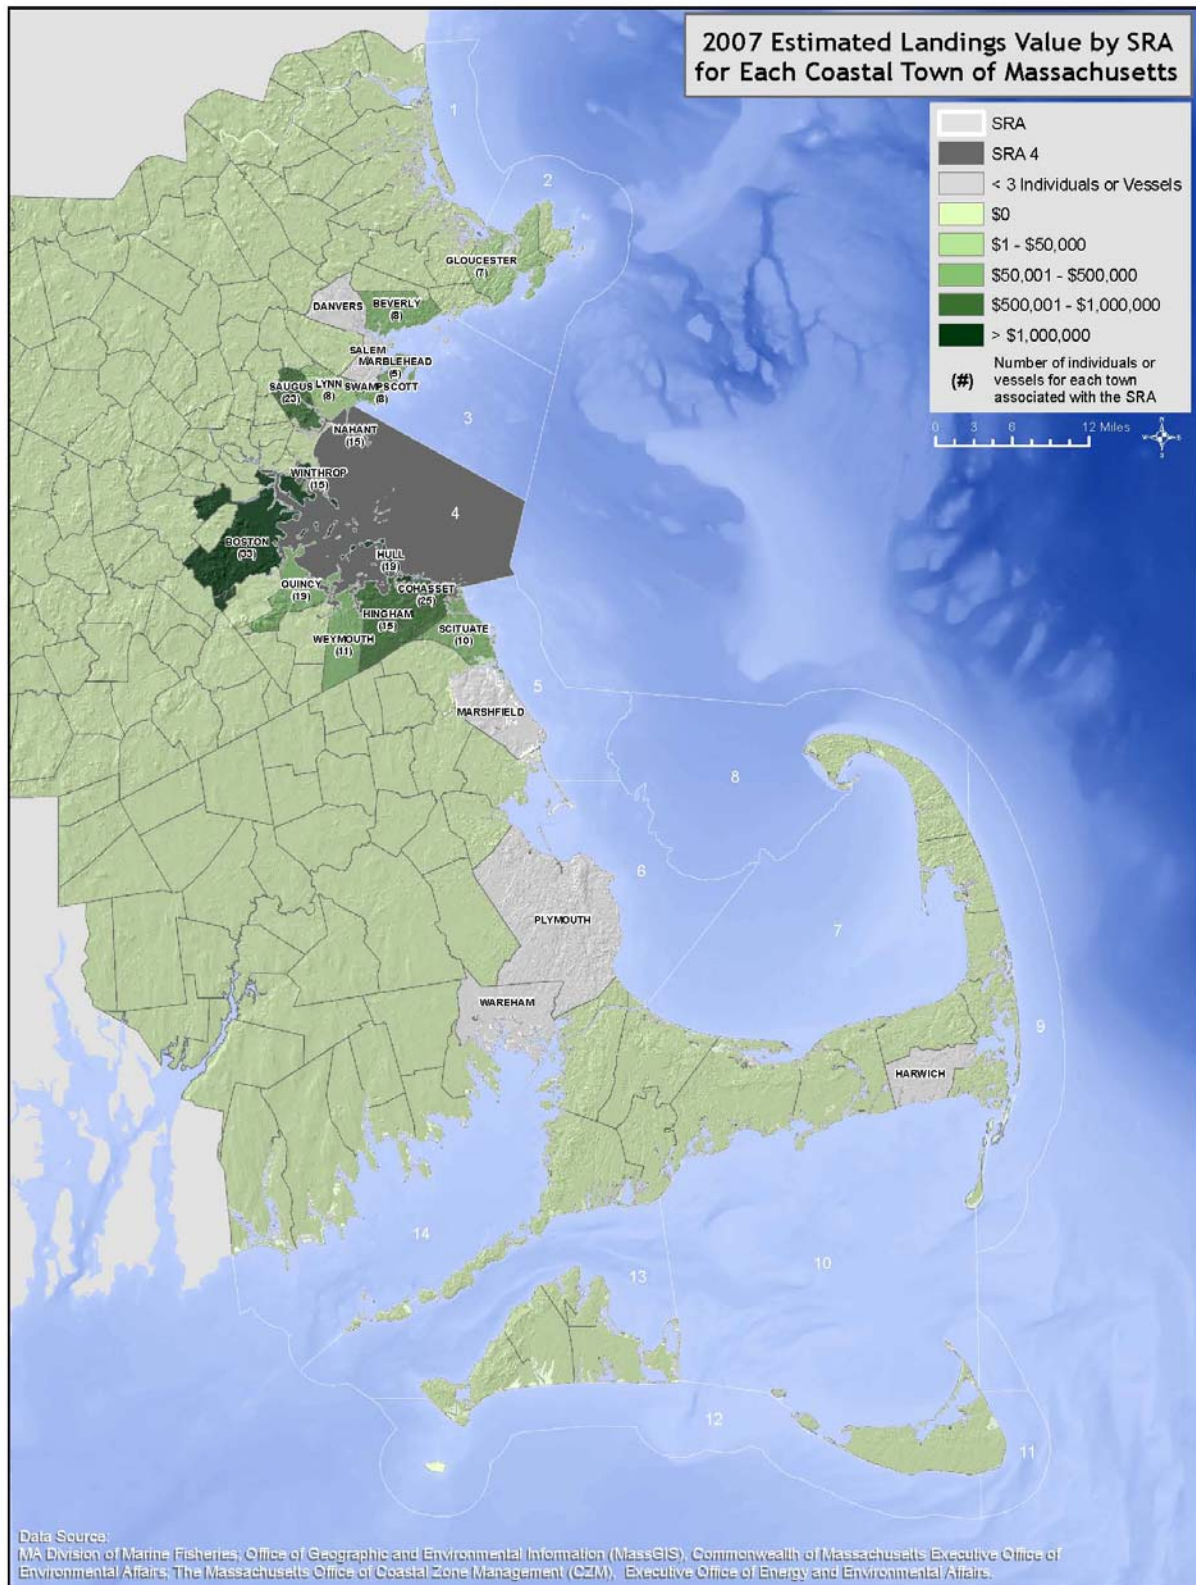 2007 Estimated Landings Value by SRA
for Each Coastal Town of Massachusetts
SRA
SRA 4
< 3 Individuals or Vessels
$0
$1 - $50,000
$50,001 - $500,000
$500,001 - $1,000,000
> $1,000,000
(#)
Number of individuals or
vessels for each town
associated with the SRA
0 3 6 12 Miles
1
2
GLOUCESTER
(7)
DANVERS
BEVERLY
(8)
SALEM
MARBLEHEAD
(5)
SAUGUS
(23)
LYNN
(8)
SWAMPSCOTT
(8)
3
NAHANT
(15)
WINTHROP
(15)
4
BOSTON
(33)
HULL
(19)
QUINCY
(19)
COHASSET
(25)
HINGHAM
(15)
SCITUATE
(10)
WEYMOUTH
(11)
5
MARSHFIELD
8
6
PLYMOUTH
7
WAREHAM
9
HARWICH
14
10
13
12
11
Data Source:
MA Division of Marine Fisheries, Office of Geographic and Environmental Information (MassGIS), Commonwealth of Massachusetts Executive Office of
Environmental Affairs, The Massachusetts Office of Coastal Zone Management (CZM), Executive Office of Energy and Environmental Affairs.